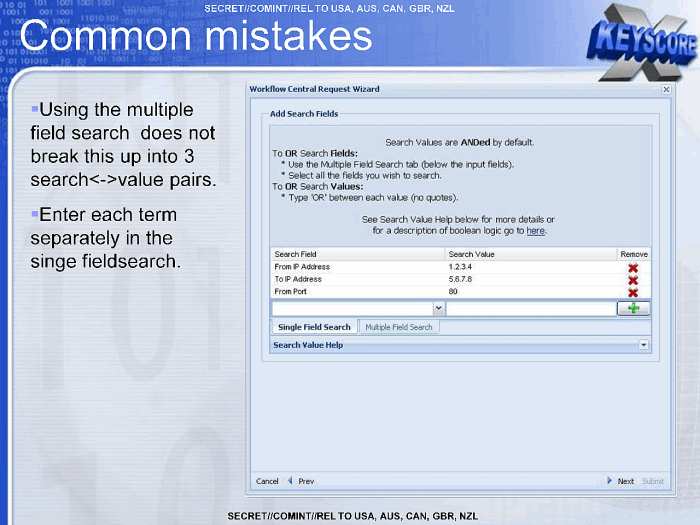 SECRET//COMINT//REL TO USA, AUS, CAN, GBR, NZL
Common mistakes
XKEYSCORE
▪Using the multiple
field search does not
break this up into 3
search<->value pairs.
▪Enter each term
separately in the
singe fieldsearch.
Workflow Central Request Wizard
Add Search Fields
Search Values are ANDed by default.
To OR Search Fields:
* Use the Multiple Field Search tab (below the input fields).
* Select all the fields you wish to search.
To OR Search Values:
* Type 'OR' between each value (no quotes).
See Search Value Help below for more details or
for a description of boolean logic go to here.
Search Field Search Value Remove
From IP Address 1.2.3.4
To IP Address 5.6.7.8
From Port 80
Single Field Search Multiple Field Search
Search Value Help
Cancel Prev Next Submit
SECRET//COMINT//REL TO USA, AUS, CAN, GBR, NZL